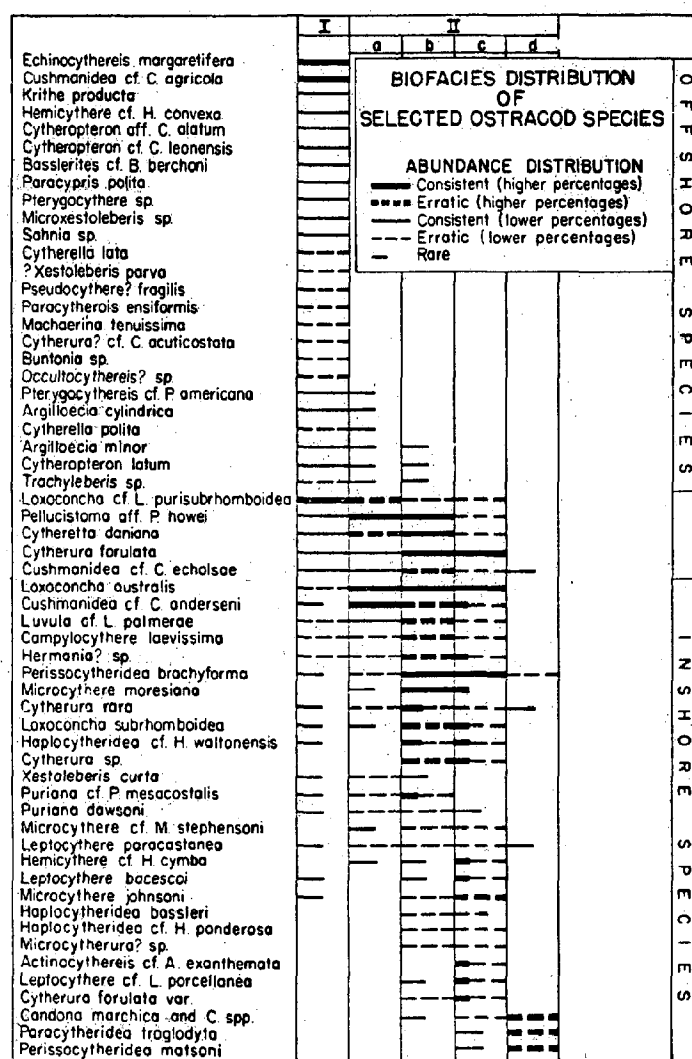 I II
a b c d
BIOFACIES DISTRIBUTION
OF
SELECTED OSTRACOD SPECIES
ABUNDANCE DISTRIBUTION
Consistent (higher percentages)
Erratic (higher percentages)
Consistent (lower percentages)
Erratic (lower percentages)
Rare
Echinocythereis margaretifera
Cushmanidea cf. C. agricola
Krithe producta
Hemicythere cf. H. convexa
Cytheropteron aff. C. alatum
Cytheropteron cf. C. leonensis
Basslerites cf. B. berchoni
Paracypris polita
Pterygocythere sp.
Microxestoleberis sp.
Sahnia sp.
Cytherella lata
?Xestoleberis parva
Pseudocythere? fragilis
Paracytherois ensiformis
Machaerina tenuissima
Cytherura? cf. C. acuticostata
Buntonia sp.
Occultocythereis? sp.
Pterygocythereis cf. P. americana
Argilloecia cylindrica
Cytherella polita
Argilloecia minor
Cytheropteron latum
Trachyleberis sp.
Loxoconcha cf. L. purisubrhomboidea
Pellucistoma aff. P. howei
Cytheretta daniana
Cytherura forulata
Cushmanidea cf. C. echolsae
Loxoconcha australis
Cushmanidea cf. C. anderseni
Luvula cf. L. palmerae
Campylocythere laevissima
Hermania? sp.
Perissocytheridea brachyforma
Microcythere moresiana
Cytherura rara
Loxoconcha subrhomboidea
Haplocytheridea cf. H. waltonensis
Cytherura sp.
Xestoleberis curta
Puriana cf. P. mesacostalis
Puriana dawsoni
Microcythere cf. M. stephensoni
Leptocythere paracastanea
Hemicythere cf. H. cymba
Leptocythere bacescoi
Microcythere johnsoni
Haplocytheridea bassleri
Haplocytheridea cf. H. ponderosa
Microcytherura? sp.
Actinocythereis cf. A. exanthemata
Leptocythere cf. L. porcellanea
Cytherura forulata var.
Candona marchica and C. spp.
Paracytheridea troglodyta
Perissocytheridea matsoni
OFFSHORE SPECIES
INSHORE SPECIES